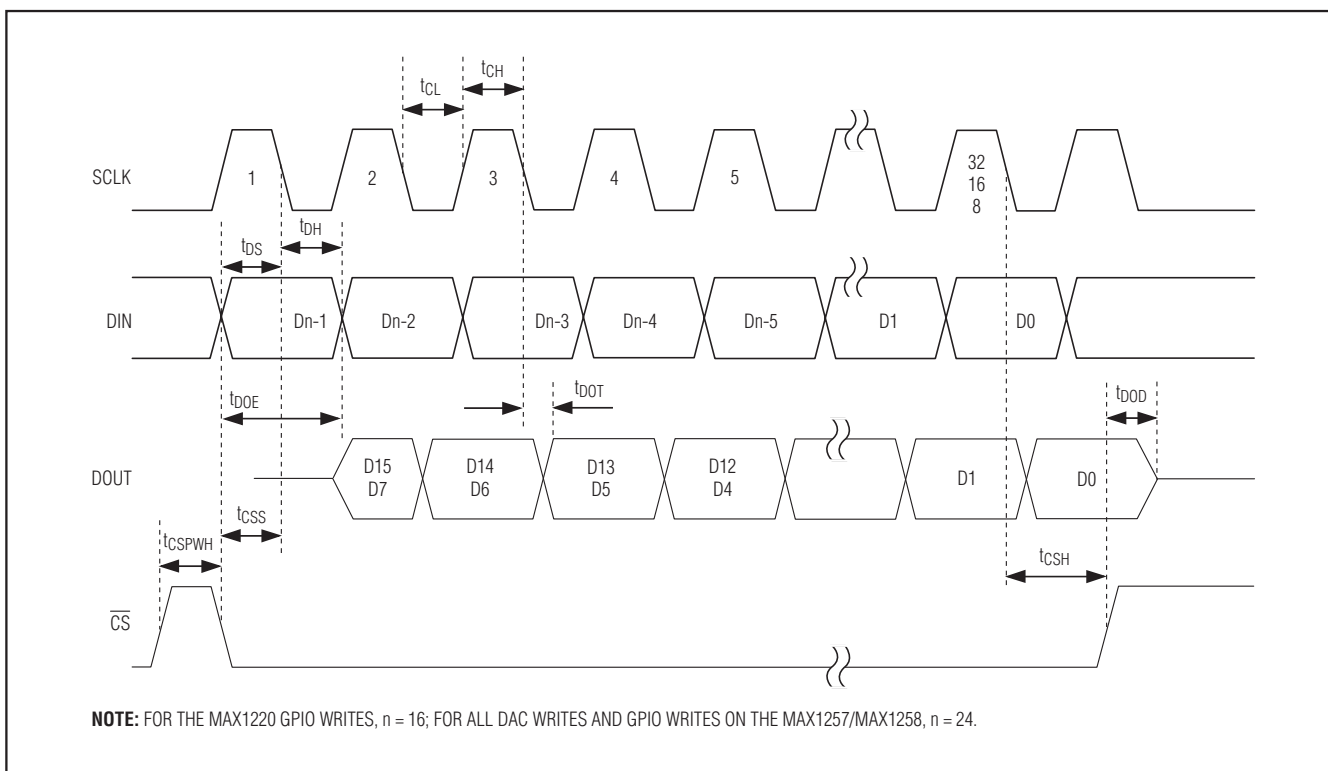 tCL
tCH
SCLK
1
2
3
4
5
32
16
8
tDS
tDH
DIN
Dn-1
Dn-2
Dn-3
Dn-4
Dn-5
D1
D0
tDOE
tDOT
tDOD
DOUT
D15
D7
D14
D6
D13
D5
D12
D4
D1
D0
tCSPWH
tCSS
tCSH
CS
NOTE: FOR THE MAX1220 GPIO WRITES, n = 16; FOR ALL DAC WRITES AND GPIO WRITES ON THE MAX1257/MAX1258, n = 24.